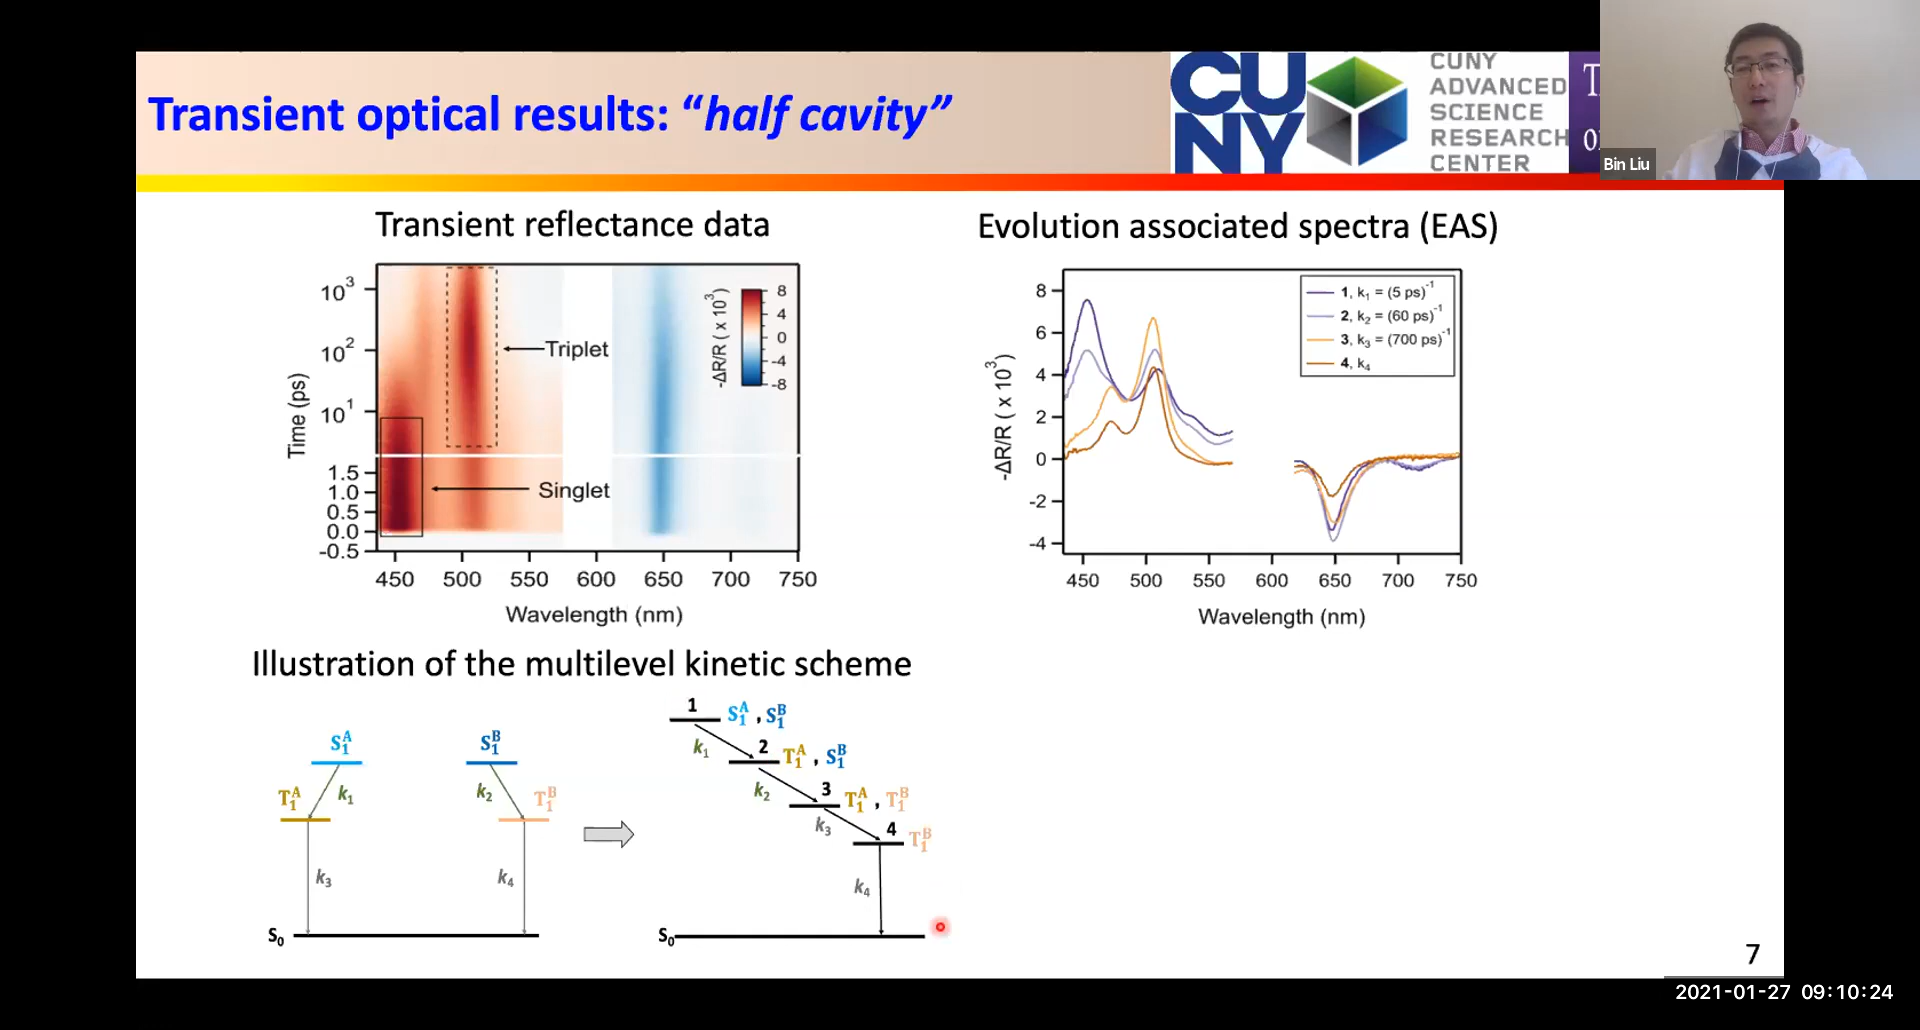 Transient optical results: “half cavity”
CUNY
CUNY
ADVANCED
SCIENCE
RESEARCH
CENTER
Bin Liu
Transient reflectance data
Time (ps)
10³
10²
10¹
1.5
1.0
0.5
0.0
-0.5
Triplet
Singlet
-ΔR/R ( x 10³)
8
4
0
-4
-8
450 500 550 600 650 700 750
Wavelength (nm)
Evolution associated spectra (EAS)
-ΔR/R ( x 10³)
8
6
4
2
0
-2
-4
1, k₁ = (5 ps)⁻¹
2, k₂ = (60 ps)⁻¹
3, k₃ = (700 ps)⁻¹
4, k₄
450 500 550 600 650 700 750
Wavelength (nm)
Illustration of the multilevel kinetic scheme
S₁ᴬ
S₁ᴮ
T₁ᴬ
k₁
k₂
T₁ᴮ
k₃
k₄
S₀
1 S₁ᴬ , S₁ᴮ
k₁
2 T₁ᴬ , S₁ᴮ
k₂
3 T₁ᴬ , T₁ᴮ
k₃
4 T₁ᴮ
k₄
S₀
7
2021-01-27 09:10:24